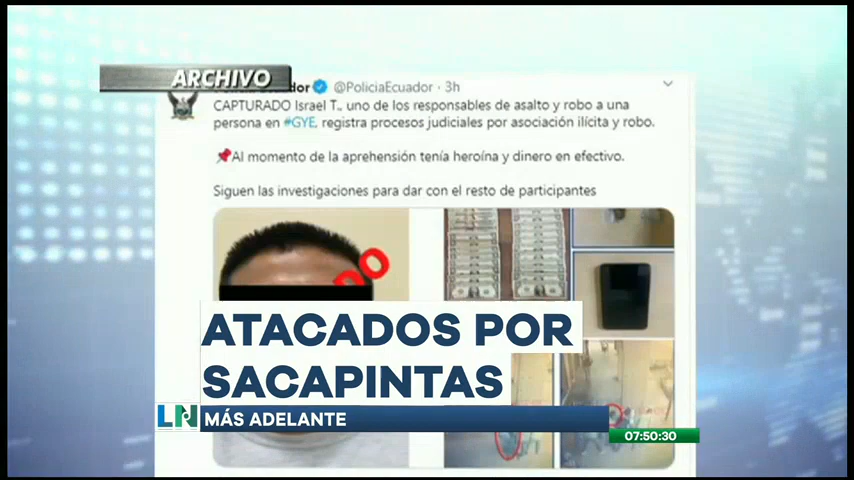 ARCHIVO
@PoliciaEcuador · 3h
CAPTURADO Israel T., uno de los responsables de asalto y robo a una
persona en #GYE, registra procesos judiciales por asociación ilícita y robo.
Al momento de la aprehensión tenía heroína y dinero en efectivo.
Siguen las investigaciones para dar con el resto de participantes
ATACADOS POR
SACAPINTAS
LN
MÁS ADELANTE
07:50:30